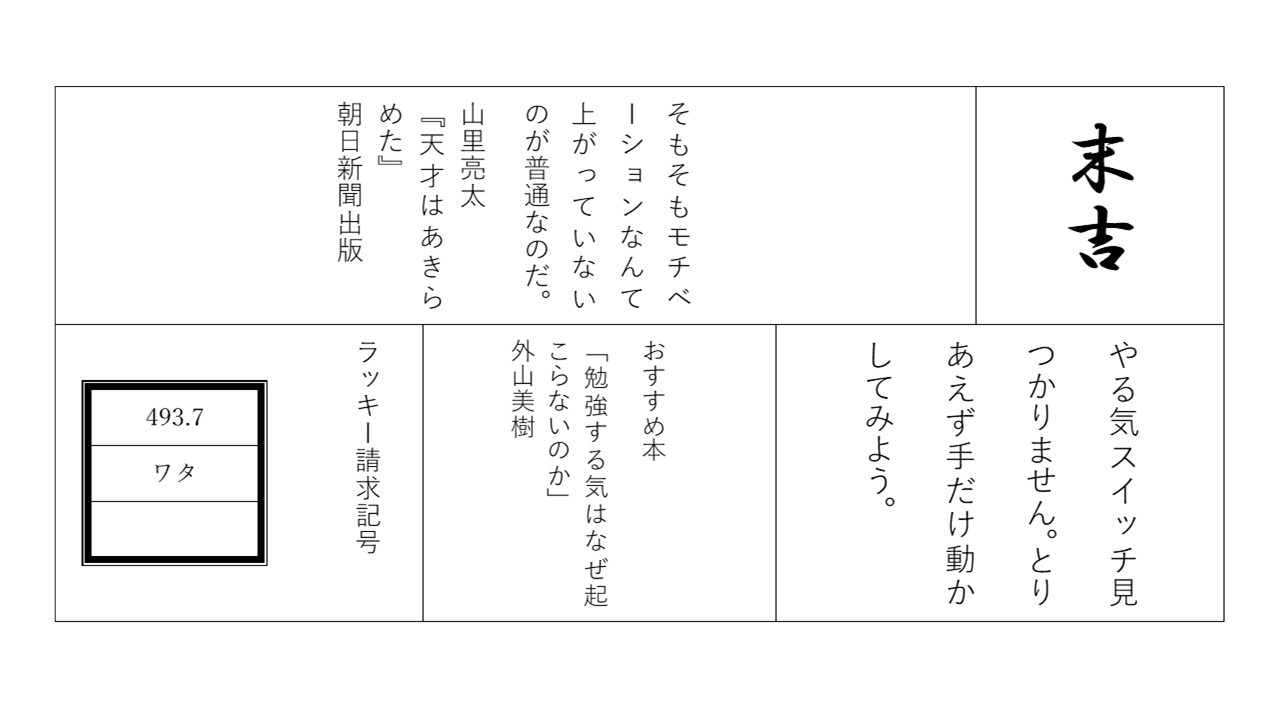 末吉
そもそもモチベ
ーションなんて
上がっていない
のが普通なのだ。
山里亮太
『天才はあきら
めた』
朝日新聞出版
やる気スイッチ見
つかりません。とり
あえず手だけ動か
してみよう。
おすすめ本
「勉強する気はなぜ起
こらないのか」
外山美樹
ラッキー請求記号
493.7
ワタ